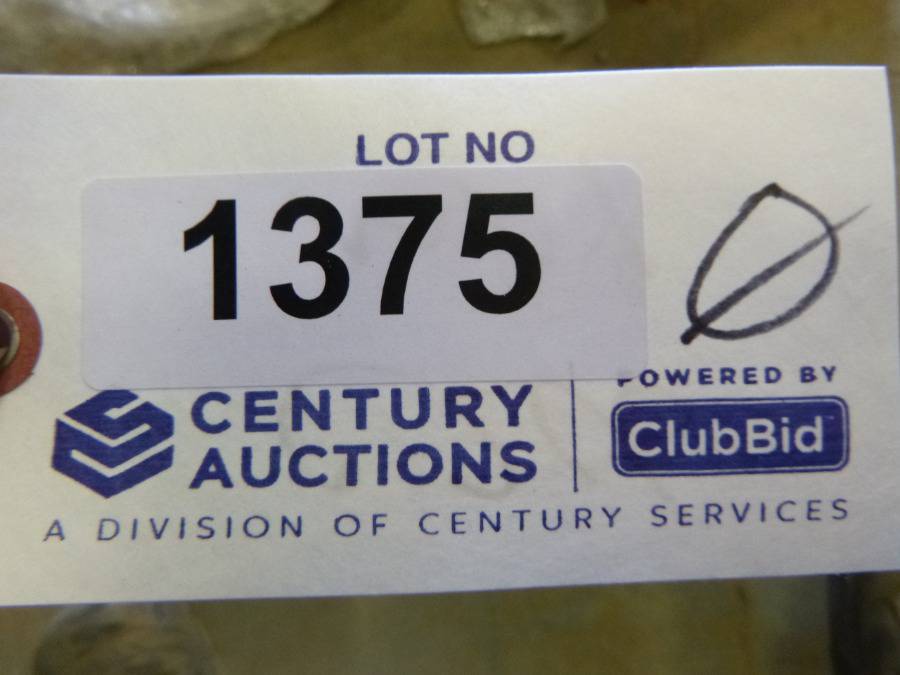 LOT NO
1375
Ø
CENTURY
AUCTIONS
POWERED BY
ClubBid
A DIVISION OF CENTURY SERVICES